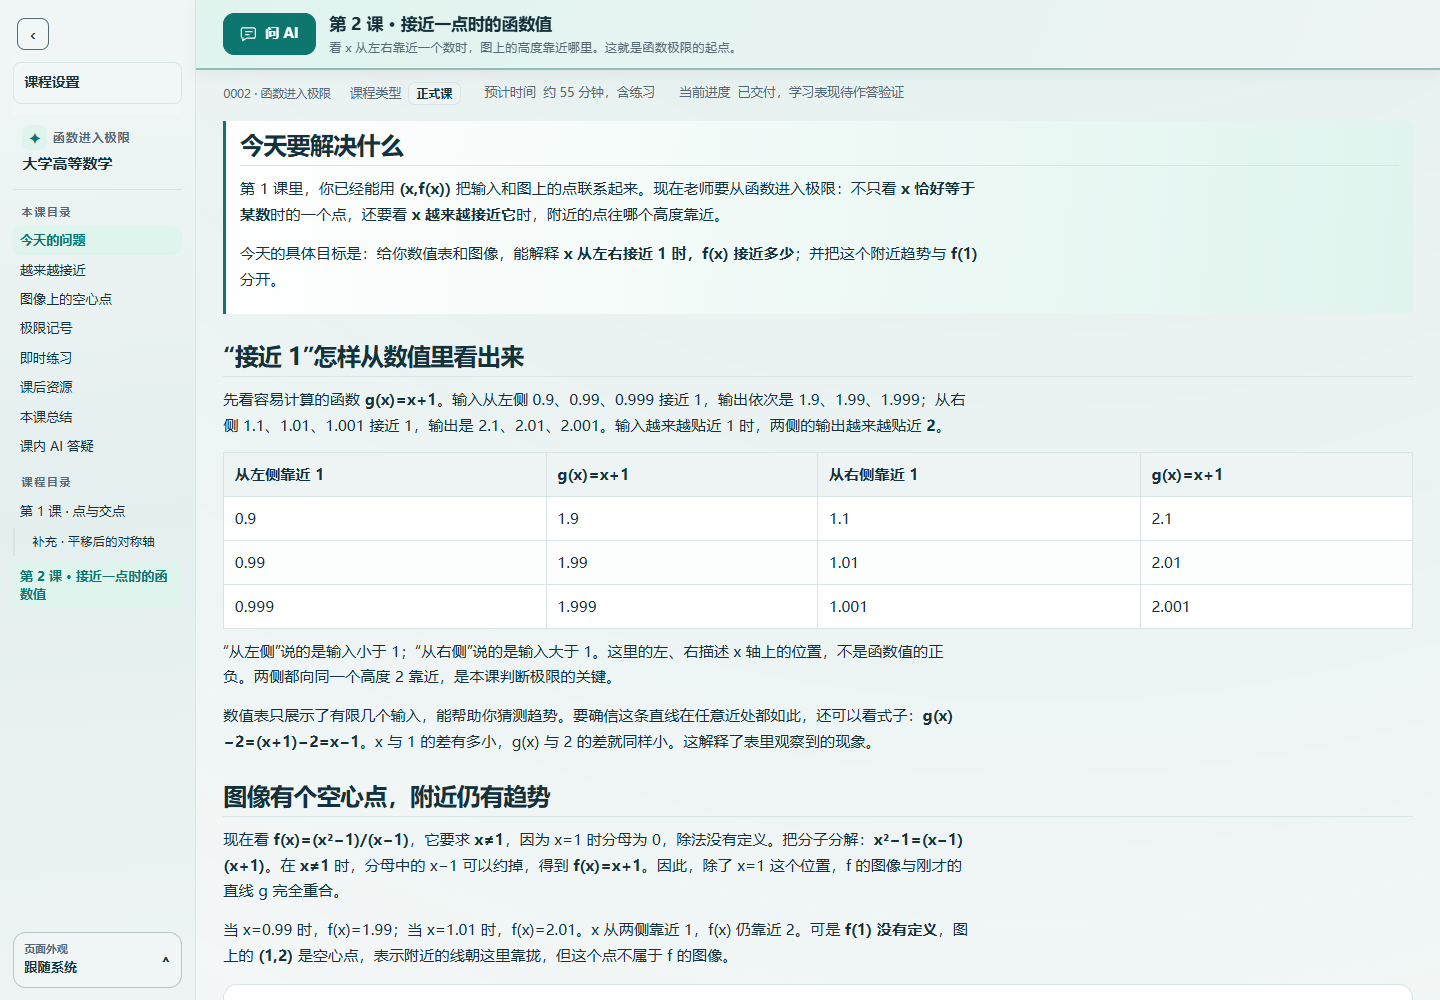 ‹
课程设置
✦ 函数进入极限
大学高等数学
本课目录
今天的问题
越来越接近
图像上的空心点
极限记号
即时练习
课后资源
本课总结
课内 AI 答疑
课程目录
第 1 课 · 点与交点
补充 · 平移后的对称轴
第 2 课 • 接近一点时的函
数值
页面外观
跟随系统
问 AI
第 2 课 • 接近一点时的函数值
看 x 从左右靠近一个数时，图上的高度靠近哪里。这就是函数极限的起点。
0002 · 函数进入极限 课程类型 正式课 预计时间 约 55 分钟，含练习 当前进度 已交付，学习表现待作答验证
今天要解决什么
第 1 课里，你已经能用 (x,f(x)) 把输入和图上的点联系起来。现在老师要从函数进入极限：不只看 x 恰好等于
某数时的一个点，还要看 x 越来越接近它时，附近的点往哪个高度靠近。
今天的具体目标是：给你数值表和图像，能解释 x 从左右接近 1 时，f(x) 接近多少；并把这个附近趋势与 f(1)
分开。
“接近 1”怎样从数值里看出来
先看容易计算的函数 g(x)=x+1。输入从左侧 0.9、0.99、0.999 接近 1，输出依次是 1.9、1.99、1.999；从右
侧 1.1、1.01、1.001 接近 1，输出是 2.1、2.01、2.001。输入越来越贴近 1 时，两侧的输出越来越贴近 2。
从左侧靠近 1 g(x)=x+1 从右侧靠近 1 g(x)=x+1
0.9 1.9 1.1 2.1
0.99 1.99 1.01 2.01
0.999 1.999 1.001 2.001
“从左侧”说的是输入小于 1；“从右侧”说的是输入大于 1。这里的左、右描述 x 轴上的位置，不是函数值的正
负。两侧都向同一个高度 2 靠近，是本课判断极限的关键。
数值表只展示了有限几个输入，能帮助你猜测趋势。要确信这条直线在任意近处都如此，还可以看式子：g(x)
−2=(x+1)−2=x−1。x 与 1 的差有多小，g(x) 与 2 的差就同样小。这解释了表里观察到的现象。
图像有个空心点，附近仍有趋势
现在看 f(x)=(x²−1)/(x−1)，它要求 x≠1，因为 x=1 时分母为 0，除法没有定义。把分子分解：x²−1=(x−1)
(x+1)。在 x≠1 时，分母中的 x−1 可以约掉，得到 f(x)=x+1。因此，除了 x=1 这个位置，f 的图像与刚才的
直线 g 完全重合。
当 x=0.99 时，f(x)=1.99；当 x=1.01 时，f(x)=2.01。x 从两侧靠近 1，f(x) 仍靠近 2。可是 f(1) 没有定义，图
上的 (1,2) 是空心点，表示附近的线朝这里靠拢，但这个点不属于 f 的图像。